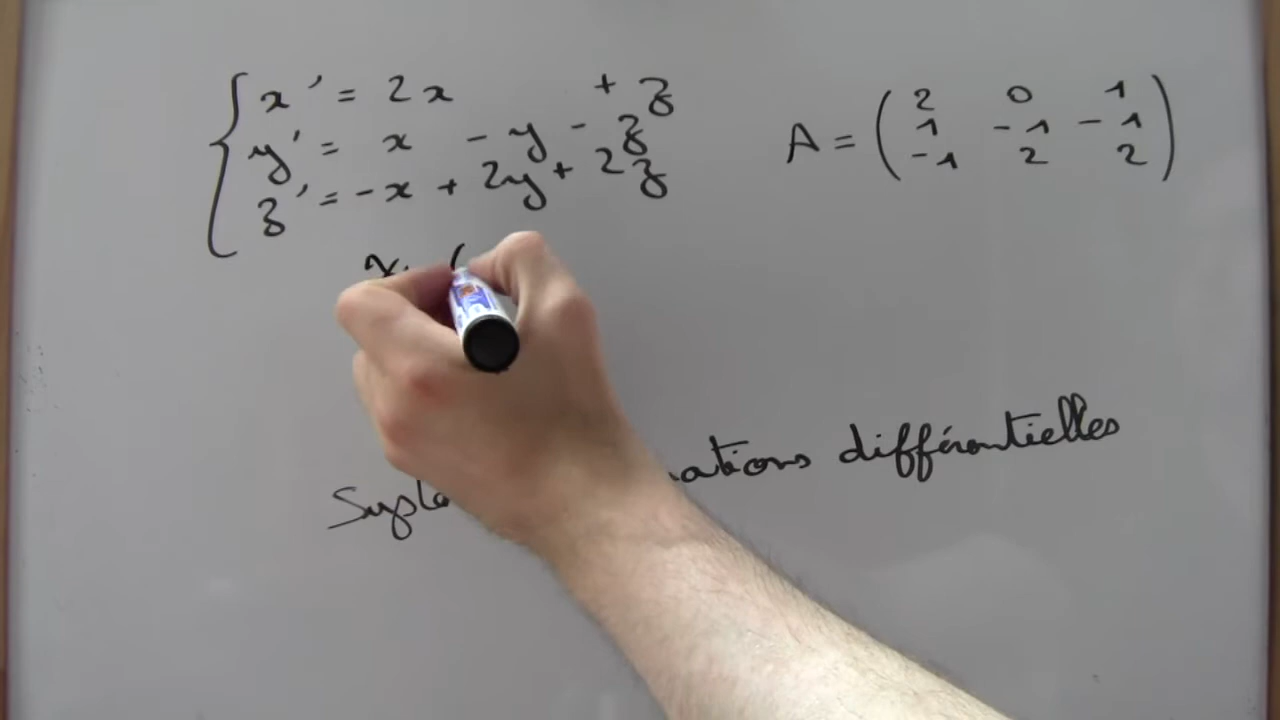 x' = 2x + z
y' = x - y - z
z' = -x + 2y + 2z
A = ( 2 0 1
1 -1 -1
-1 2 2 )
différentielles